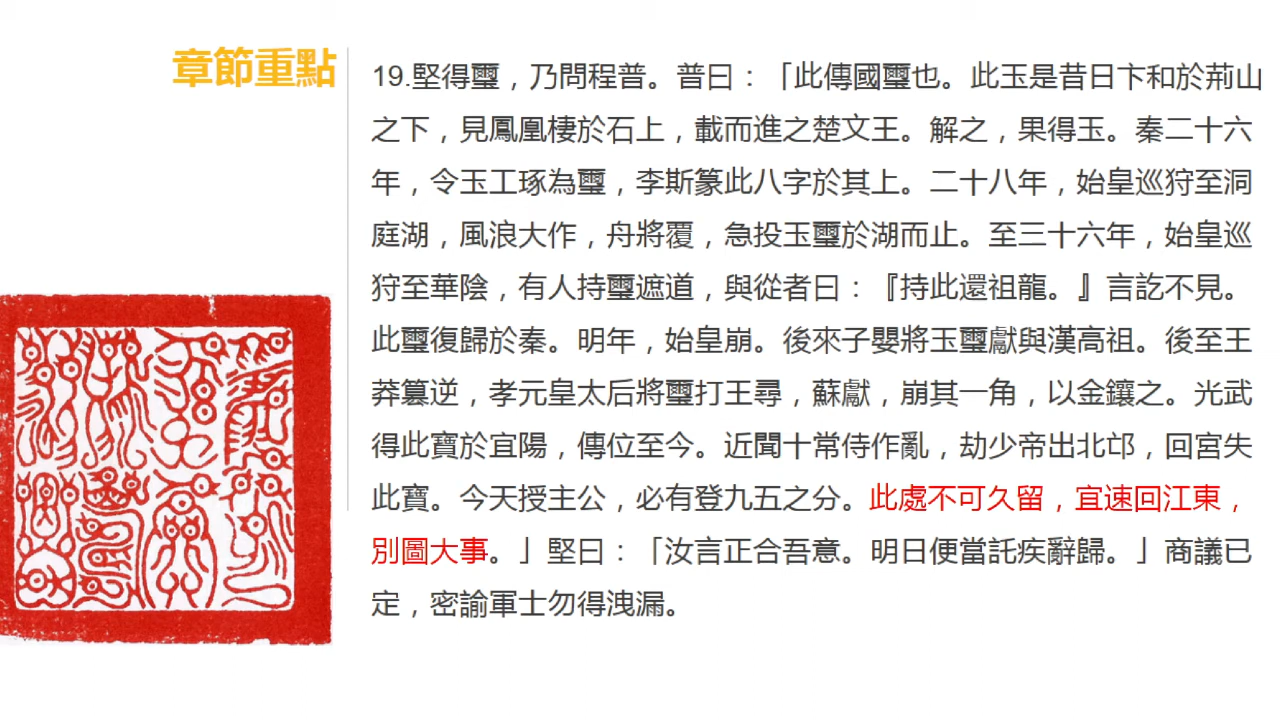 章節重點
19.堅得璽，乃問程普。普曰：「此傳國璽也。此玉是昔日卞和於荊山
之下，見鳳凰棲於石上，載而進之楚文王。解之，果得玉。秦二十六
年，令玉工琢為璽，李斯篆此八字於其上。二十八年，始皇巡狩至洞
庭湖，風浪大作，舟將覆，急投玉璽於湖而止。至三十六年，始皇巡
狩至華陰，有人持璽遮道，與從者曰：『持此還祖龍。』言訖不見。
此璽復歸於秦。明年，始皇崩。後來子嬰將玉璽獻與漢高祖。後至王
莽篡逆，孝元皇太后將璽打王尋，蘇獻，崩其一角，以金鑲之。光武
得此寶於宜陽，傳位至今。近聞十常侍作亂，劫少帝出北邙，回宮失
此寶。今天授主公，必有登九五之分。此處不可久留，宜速回江東，
別圖大事。」堅曰：「汝言正合吾意。明日便當託疾辭歸。」商議已
定，密諭軍士勿得洩漏。